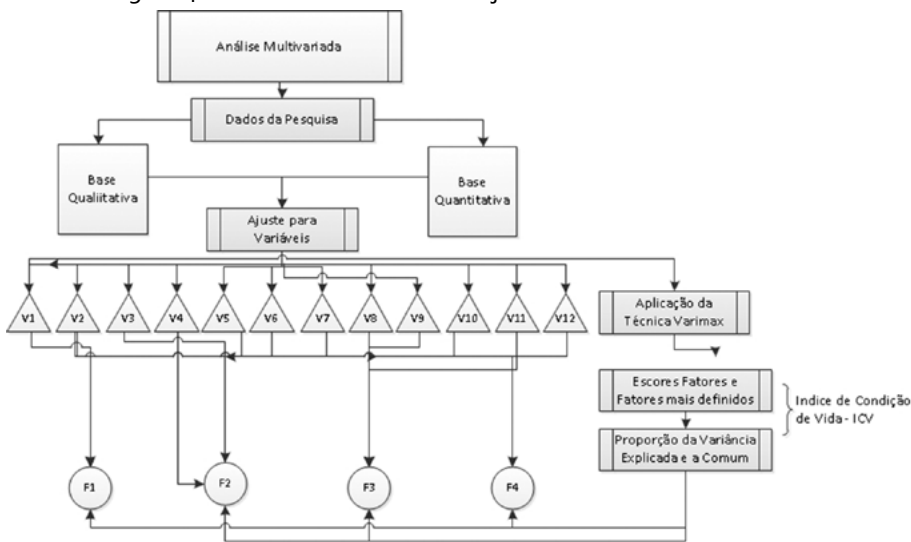 Análise Multivariada
Dados da Pesquisa
Base
Qualiitativa
Base
Quantitativa
Ajuste para
Variáveis
V1
V2
V3
V4
V5
V6
V7
V8
V9
V10
V11
V12
Aplicação da
Técnica Varimax
Escores Fatores e
Fatores mais definidos
Indice de Condição
de Vida - ICV
Proporção da Variância
Explicada e a Comum
F1
F2
F3
F4